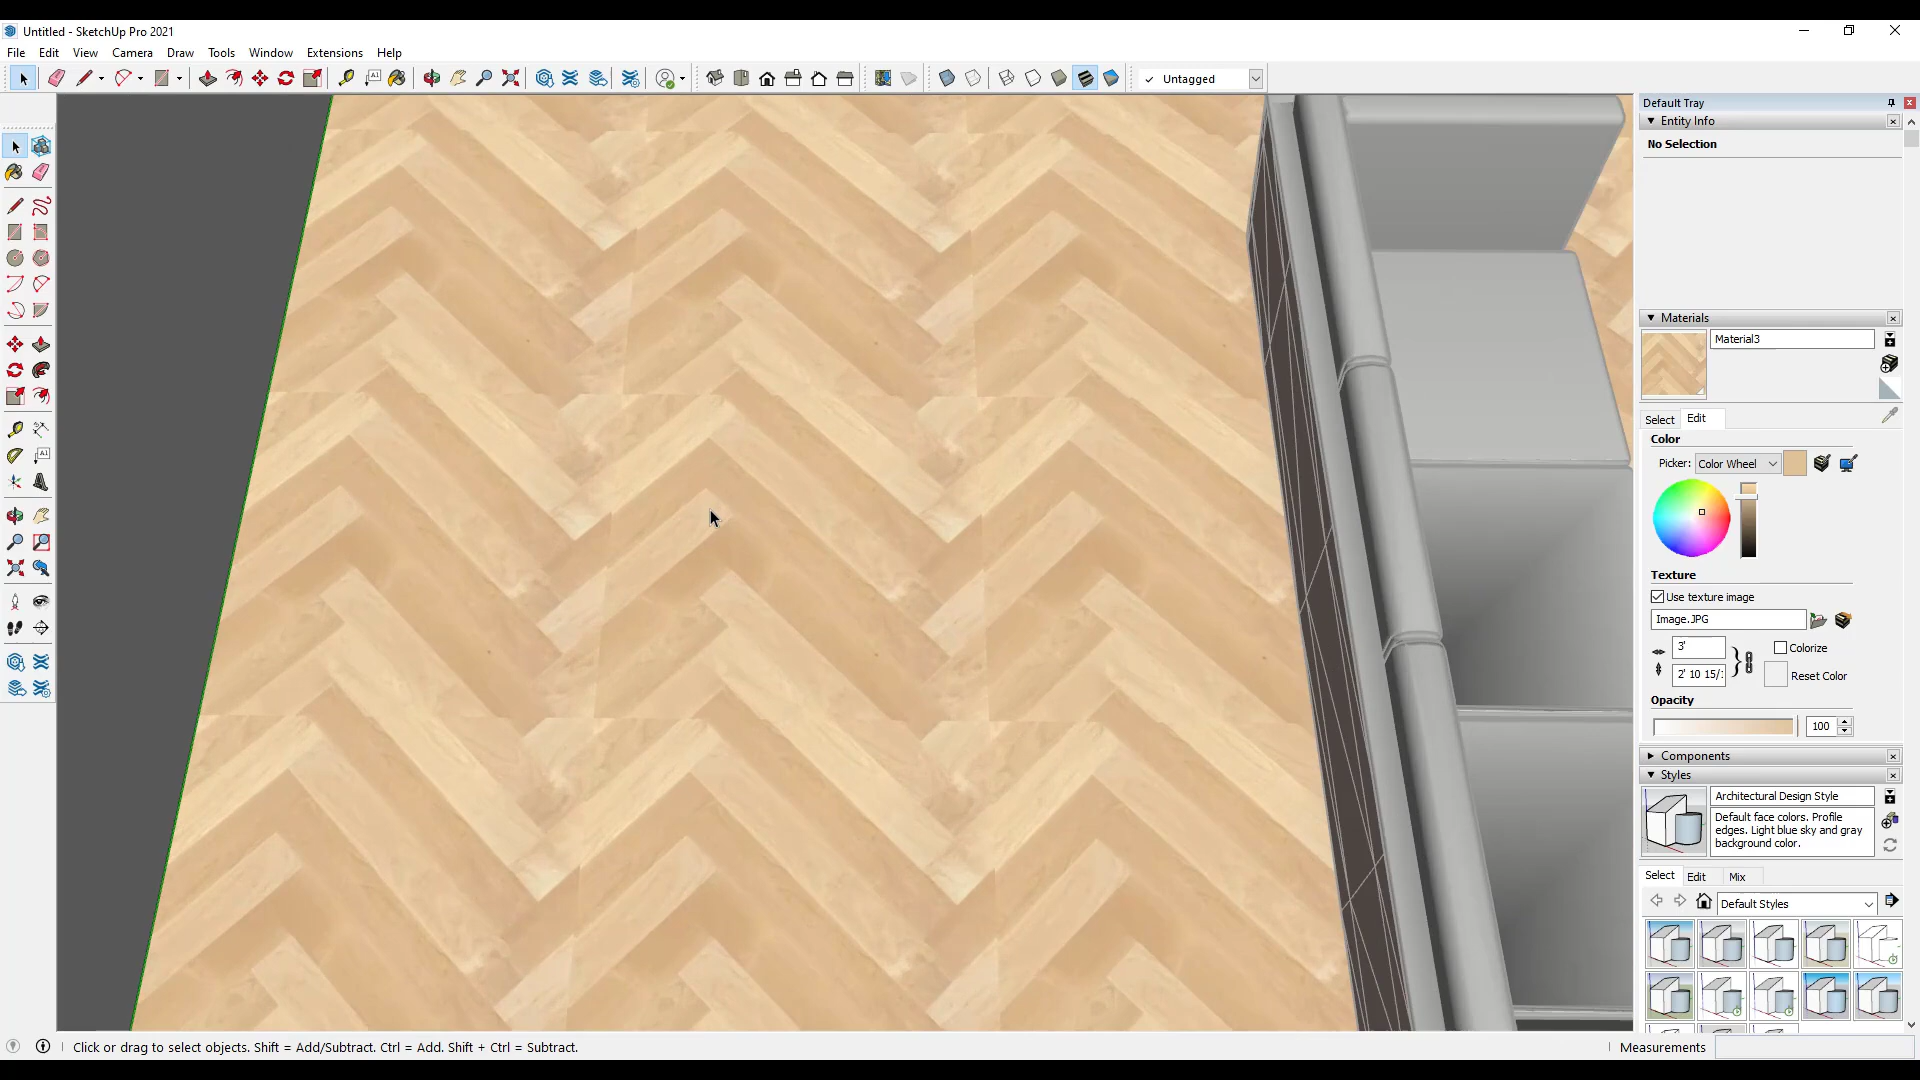 Untitled - SketchUp Pro 2021
File Edit View Camera Draw Tools Window Extensions Help
Untagged
Default Tray
Entity Info
No Selection
Materials
Material3
Select Edit
Color
Picker: Color Wheel
Texture
Use texture image
Image.JPG
3' Colorize
2' 10 15/ Reset Color
Opacity
100
Components
Styles
Architectural Design Style
Default face colors. Profile
edges. Light blue sky and gray
background color.
Select Edit Mix
Default Styles
Click or drag to select objects. Shift = Add/Subtract. Ctrl = Add. Shift + Ctrl = Subtract.
Measurements